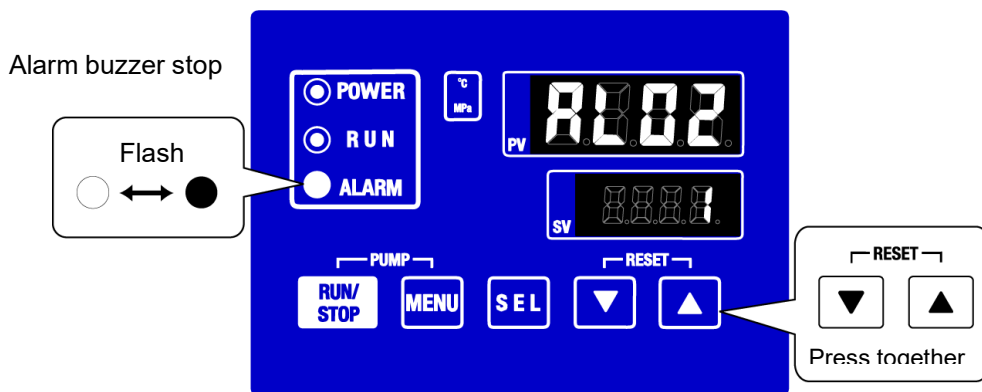 Alarm buzzer stop
Flash
POWER
RUN
ALARM
°C
MPa
PV
AL02
SV
1
PUMP
RESET
RUN/
STOP
MENU
SEL
RESET
Press together